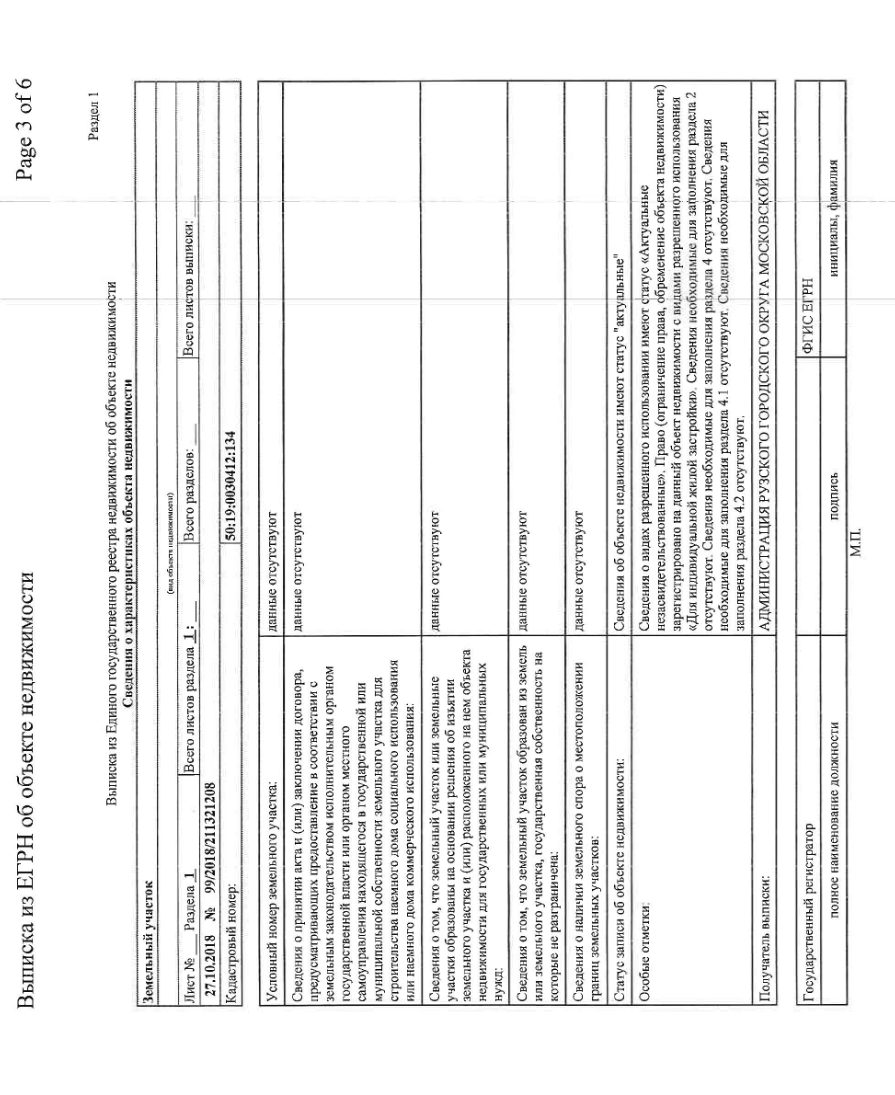 Выписка из ЕГРН об объекте недвижимости
Page 3 of 6
Раздел 1
Выписка из Единого государственного реестра недвижимости об объекте недвижимости
Сведения о характеристиках объекта недвижимости
Земельный участок
(вид объекта недвижимости)
Лист № ___ Раздела 1
Всего листов раздела 1: ___
Всего разделов: ___
Всего листов выписки: ___
27.10.2018 № 99/2018/211321208
Кадастровый номер:
50:19:0030412:134
Условный номер земельного участка:
данные отсутствуют
Сведения о принятии акта и (или) заключении договора,
предусматривающих предоставление в соответствии с
земельным законодательством исполнительным органом
государственной власти или органом местного
самоуправления находящегося в государственной или
муниципальной собственности земельного участка для
строительства наемного дома социального использования
или наемного дома коммерческого использования:
данные отсутствуют
Сведения о том, что земельный участок или земельные
участки образованы на основании решения об изъятии
земельного участка и (или) расположенного на нем объекта
недвижимости для государственных или муниципальных
нужд:
данные отсутствуют
Сведения о том, что земельный участок образован из земель
или земельного участка, государственная собственность на
которые не разграничена:
данные отсутствуют
Сведения о наличии земельного спора о местоположении
границ земельных участков:
данные отсутствуют
Статус записи об объекте недвижимости:
Сведения об объекте недвижимости имеют статус "актуальные"
Особые отметки:
Сведения о видах разрешенного использовании имеют статус «Актуальные
незасвидетельствованные». Право (ограничение права, обременение объекта недвижимости)
зарегистрировано на данный объект недвижимости с видами разрешенного использования
«Для индивидуальной жилой застройки». Сведения необходимые для заполнения раздела 2
отсутствуют. Сведения необходимые для заполнения раздела 4 отсутствуют. Сведения
необходимые для заполнения раздела 4.1 отсутствуют. Сведения необходимые для
заполнения раздела 4.2 отсутствуют.
Получатель выписки:
АДМИНИСТРАЦИЯ РУЗСКОГО ГОРОДСКОГО ОКРУГА МОСКОВСКОЙ ОБЛАСТИ
Государственный регистратор
ФГИС ЕГРН
полное наименование должности
подпись
инициалы, фамилия
М.П.